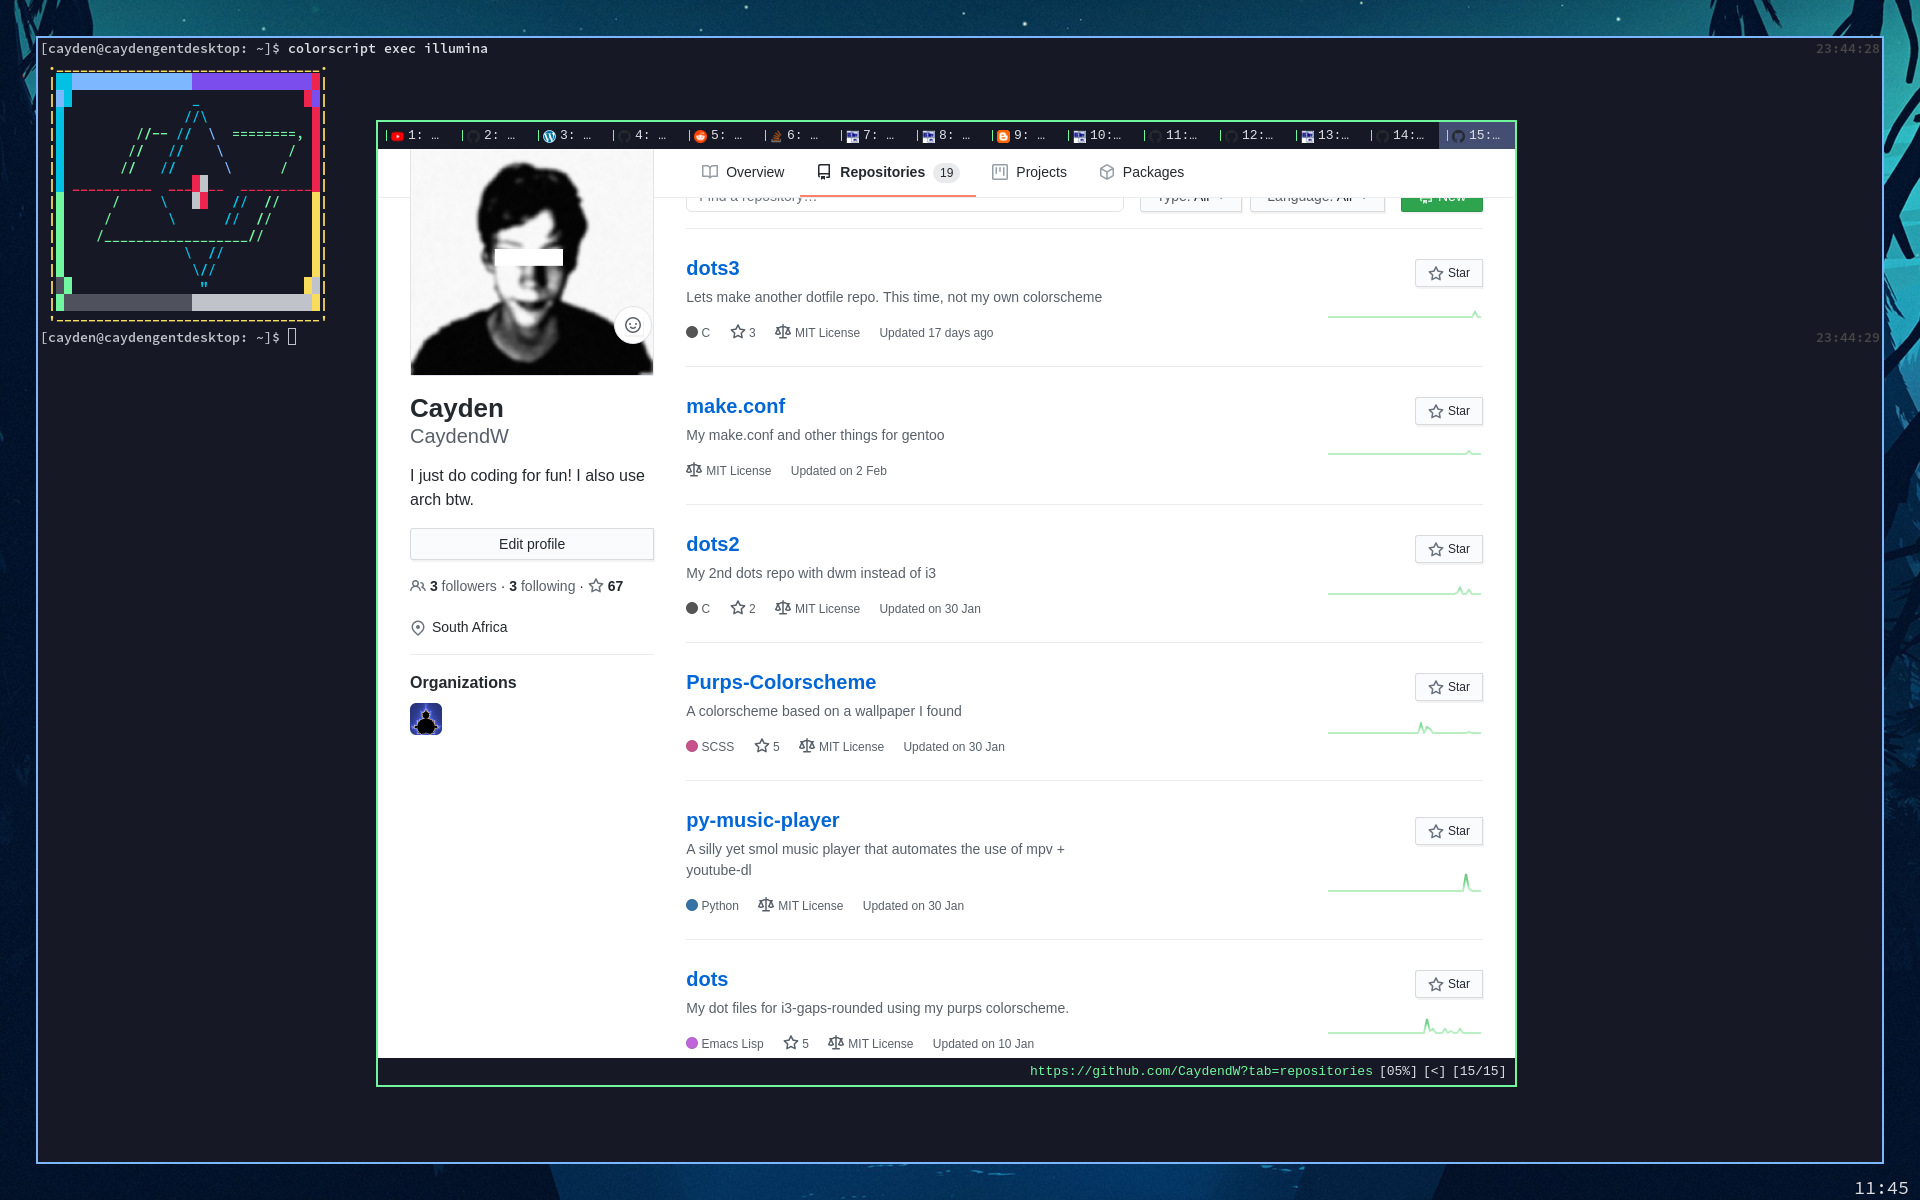 [cayden@caydengentdesktop: ~]$ colorscript exec illumina
23:44:28
[cayden@caydengentdesktop: ~]$
23:44:29
1: … 2: … 3: … 4: … 5: … 6: … 7: … 8: … 9: … 10:… 11:… 12:… 13:… 14:… 15:…
Overview Repositories 19 Projects Packages
Find a repository… Type: All Language: All New
Cayden
CaydendW
I just do coding for fun! I also use
arch btw.
Edit profile
3 followers · 3 following · 67
South Africa
Organizations
dots3
Star
Lets make another dotfile repo. This time, not my own colorscheme
C 3 MIT License Updated 17 days ago
make.conf
Star
My make.conf and other things for gentoo
MIT License Updated on 2 Feb
dots2
Star
My 2nd dots repo with dwm instead of i3
C 2 MIT License Updated on 30 Jan
Purps-Colorscheme
Star
A colorscheme based on a wallpaper I found
SCSS 5 MIT License Updated on 30 Jan
py-music-player
Star
A silly yet smol music player that automates the use of mpv +
youtube-dl
Python MIT License Updated on 30 Jan
dots
Star
My dot files for i3-gaps-rounded using my purps colorscheme.
Emacs Lisp 5 MIT License Updated on 10 Jan
https://github.com/CaydendW?tab=repositories [05%] [<] [15/15]
11:45